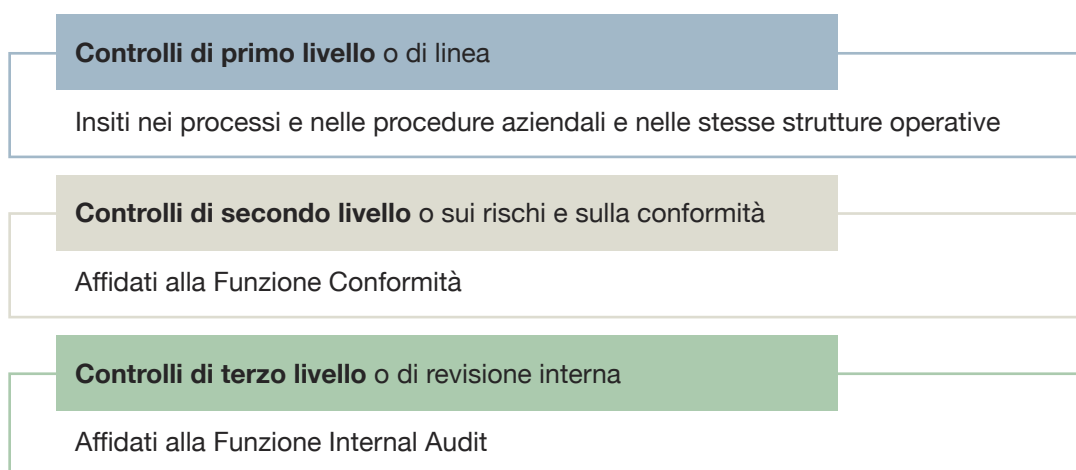 Controlli di primo livello o di linea
Insiti nei processi e nelle procedure aziendali e nelle stesse strutture operative
Controlli di secondo livello o sui rischi e sulla conformità
Affidati alla Funzione Conformità
Controlli di terzo livello o di revisione interna
Affidati alla Funzione Internal Audit